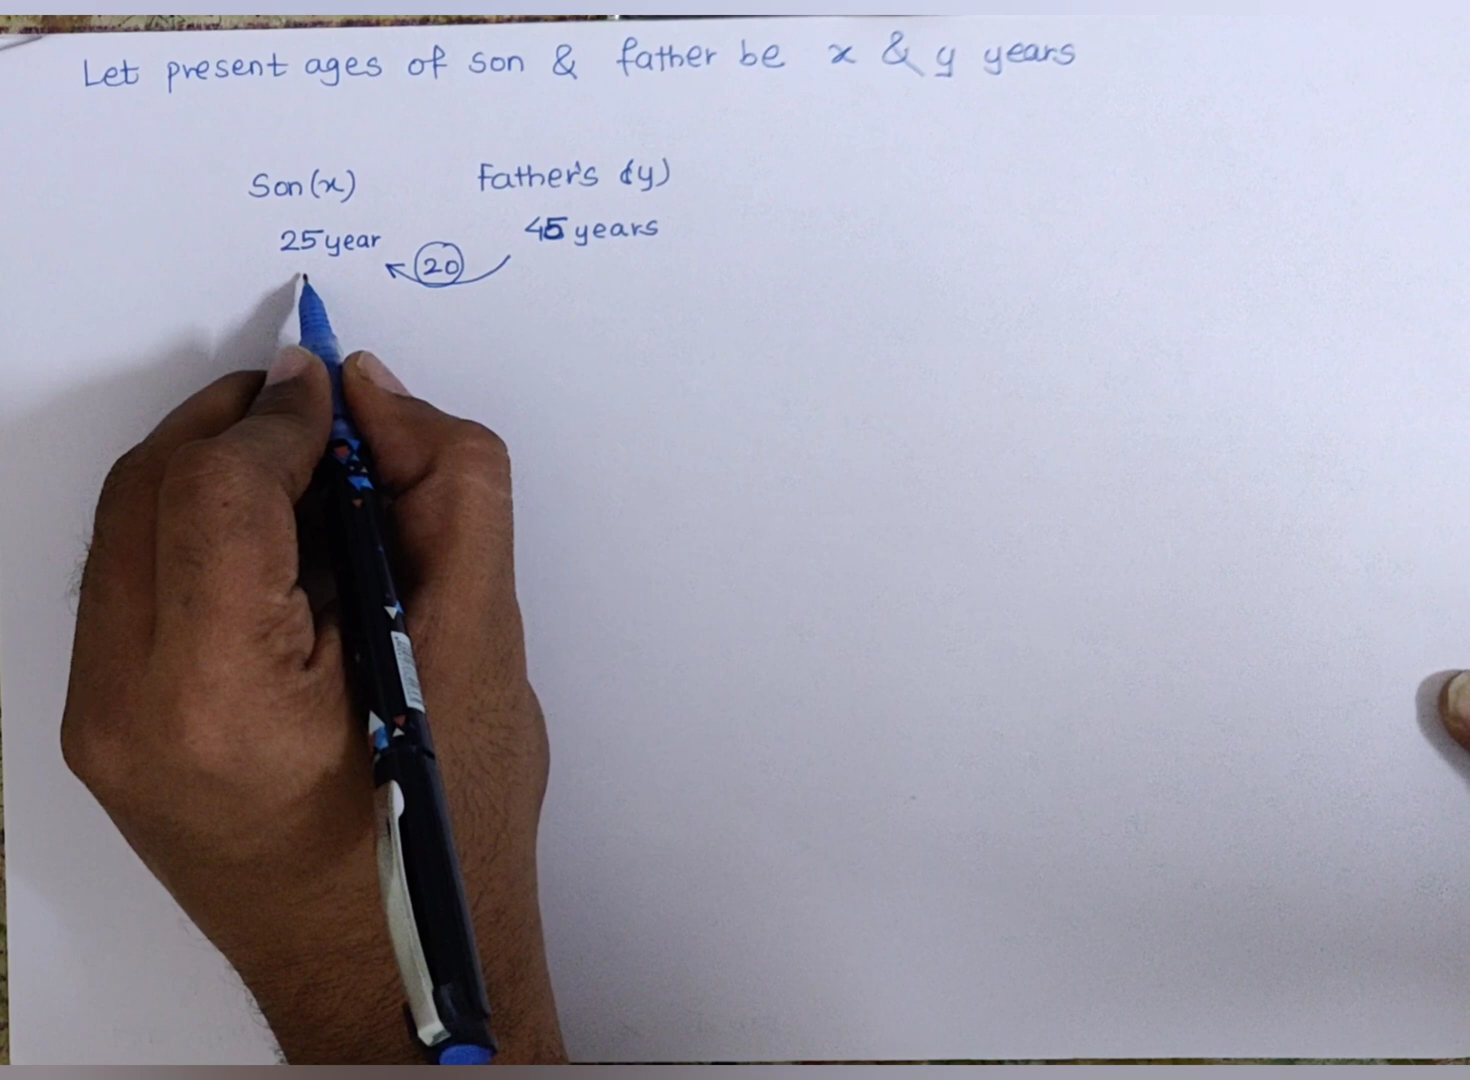 Let present ages of son & father be x & y years
Son (x) Father's (y)
25 year 45 years
20